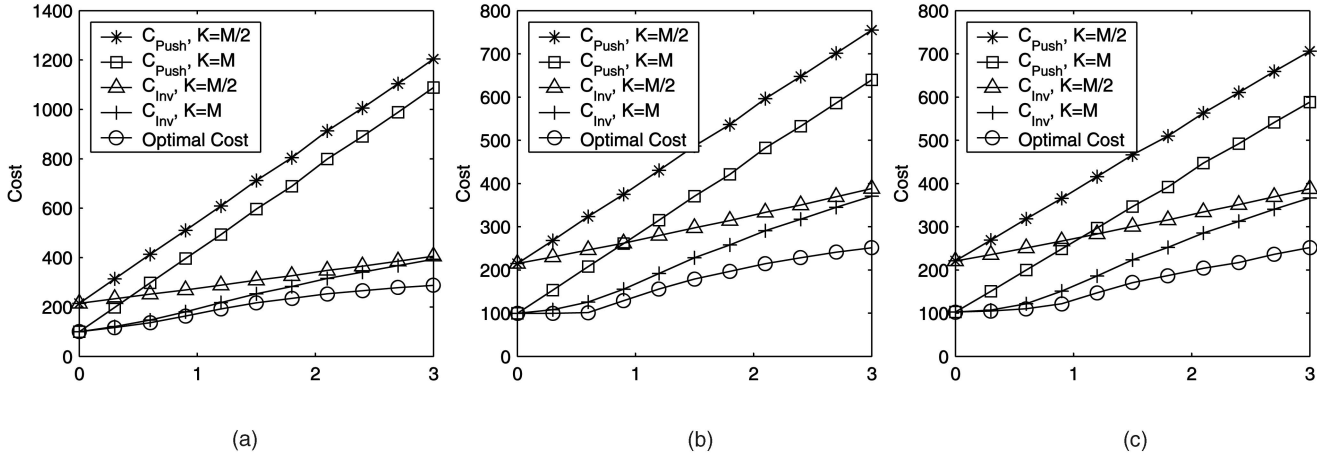 1400
1200
1000
800
600
400
200
0
Cost
C_Push, K=M/2
C_Push, K=M
C_Inv, K=M/2
C_Inv, K=M
Optimal Cost
0 1 2 3
(a)
800
700
600
500
400
300
200
100
0
Cost
C_Push, K=M/2
C_Push, K=M
C_Inv, K=M/2
C_Inv, K=M
Optimal Cost
0 1 2 3
(b)
800
700
600
500
400
300
200
100
0
Cost
C_Push, K=M/2
C_Push, K=M
C_Inv, K=M/2
C_Inv, K=M
Optimal Cost
0 1 2 3
(c)